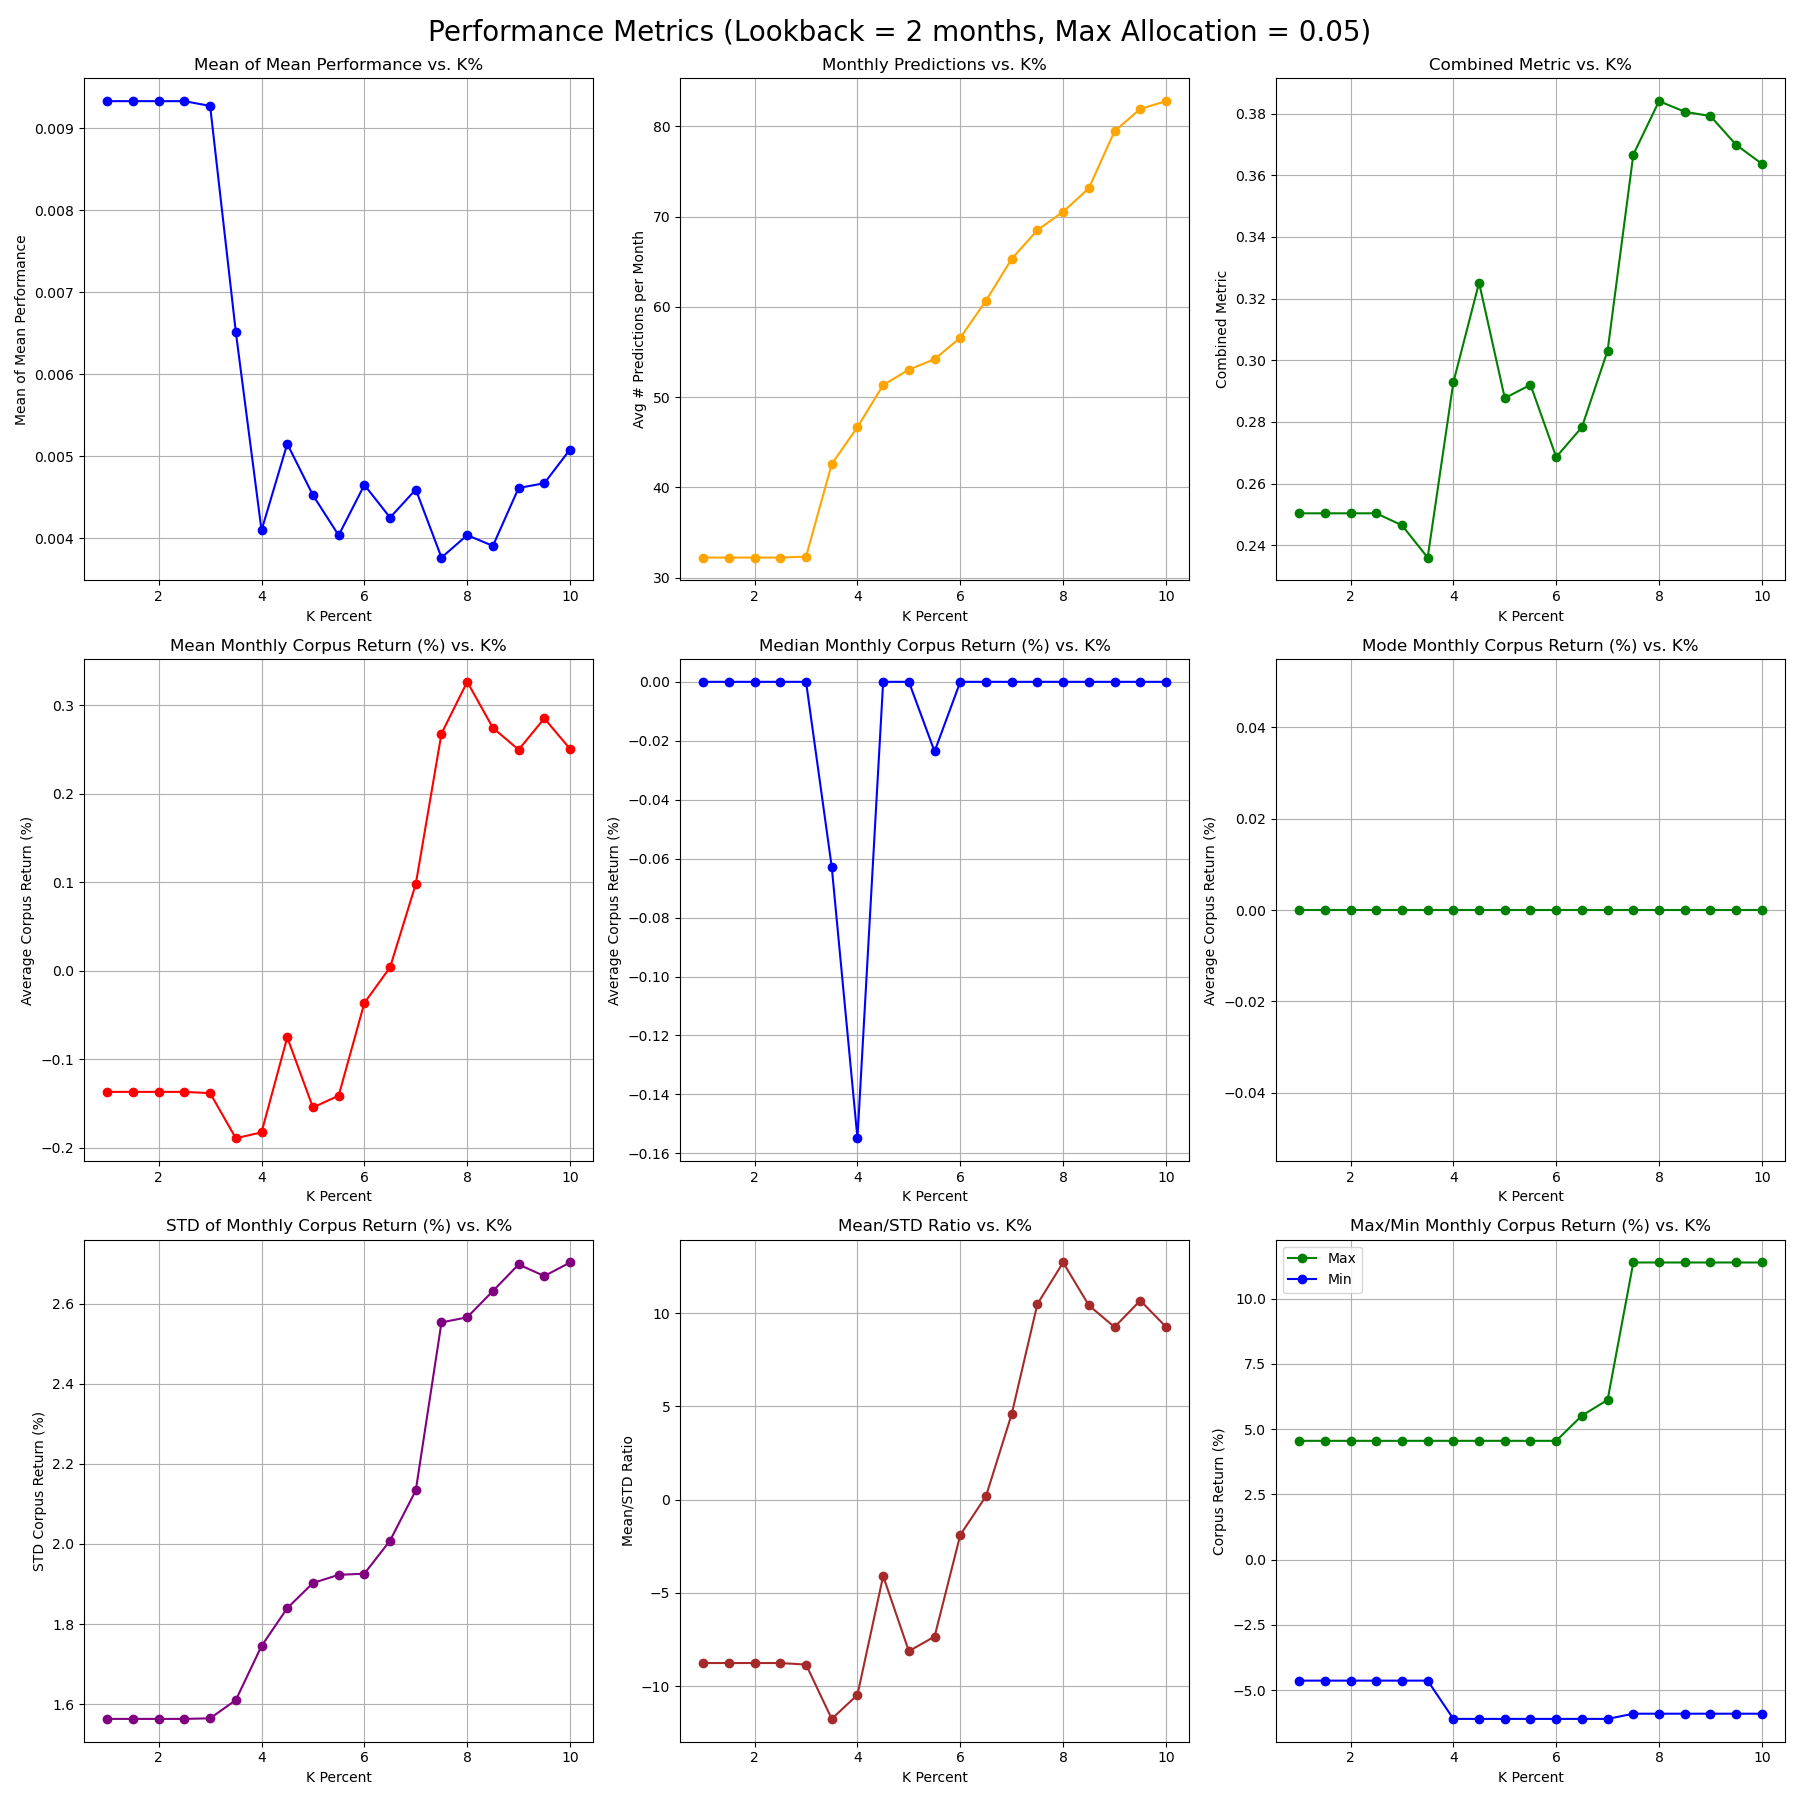 Performance Metrics (Lookback = 2 months, Max Allocation = 0.05)
Mean of Mean Performance vs. K%
Mean of Mean Performance
0.009
0.008
0.007
0.006
0.005
0.004
2 4 6 8 10
K Percent
Monthly Predictions vs. K%
Avg # Predictions per Month
80
70
60
50
40
30
2 4 6 8 10
K Percent
Combined Metric vs. K%
Combined Metric
0.38
0.36
0.34
0.32
0.30
0.28
0.26
0.24
2 4 6 8 10
K Percent
Mean Monthly Corpus Return (%) vs. K%
Average Corpus Return (%)
0.3
0.2
0.1
0.0
−0.1
−0.2
2 4 6 8 10
K Percent
Median Monthly Corpus Return (%) vs. K%
Average Corpus Return (%)
0.00
−0.02
−0.04
−0.06
−0.08
−0.10
−0.12
−0.14
−0.16
2 4 6 8 10
K Percent
Mode Monthly Corpus Return (%) vs. K%
Average Corpus Return (%)
0.04
0.02
0.00
−0.02
−0.04
2 4 6 8 10
K Percent
STD of Monthly Corpus Return (%) vs. K%
STD Corpus Return (%)
2.6
2.4
2.2
2.0
1.8
1.6
2 4 6 8 10
K Percent
Mean/STD Ratio vs. K%
Mean/STD Ratio
10
5
0
−5
−10
2 4 6 8 10
K Percent
Max/Min Monthly Corpus Return (%) vs. K%
Max
Min
Corpus Return (%)
10.0
7.5
5.0
2.5
0.0
−2.5
−5.0
2 4 6 8 10
K Percent